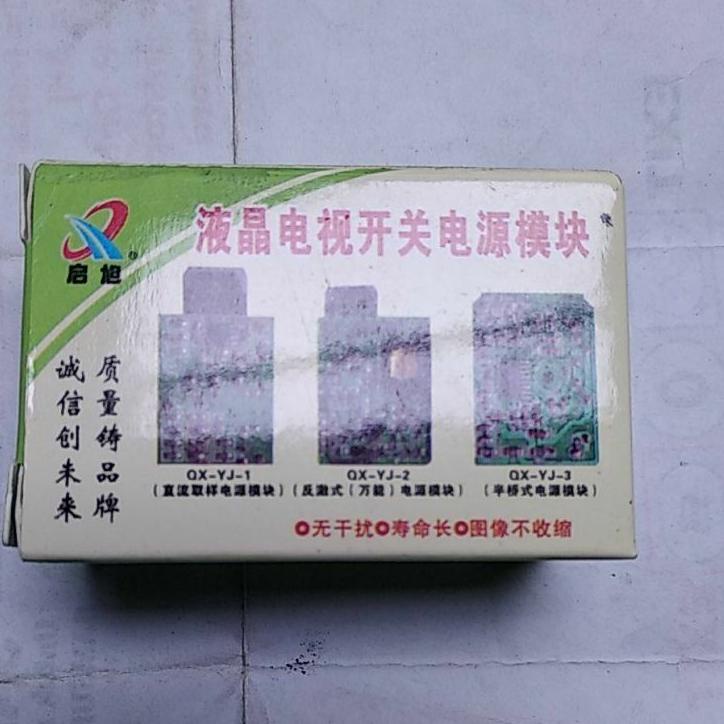 液晶电视开关电源模块
启旭®
诚信创未来
质量铸品牌
QX-YJ-1
(直流取样电源模块)
QX-YJ-2
(反激式(万能)电源模块)
QX-YJ-3
(半桥式电源模块)
无干扰 寿命长 图像不收缩